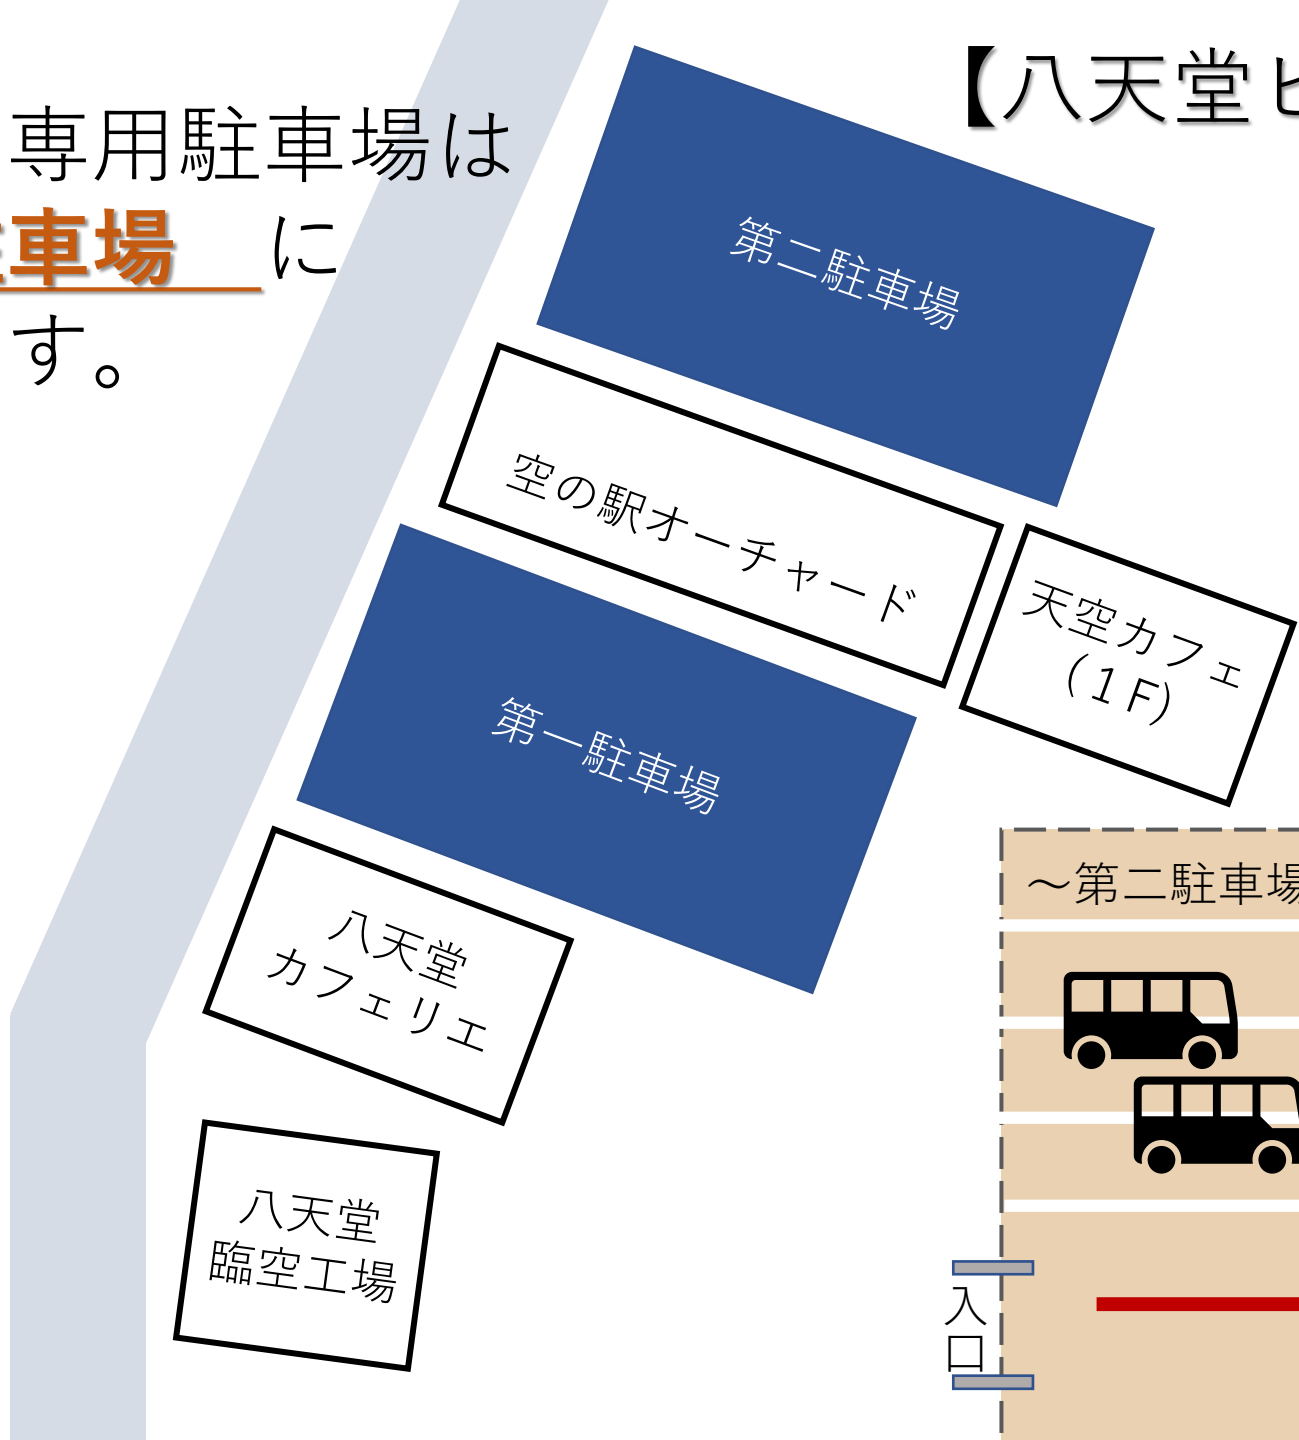 専用駐車場は
車場　に
す。
【八天堂ビ
第二駐車場
空の駅オーチャード
天空カフェ
(１F)
第一駐車場
八天堂
カフェリエ
八天堂
臨空工場
～第二駐車場
入口